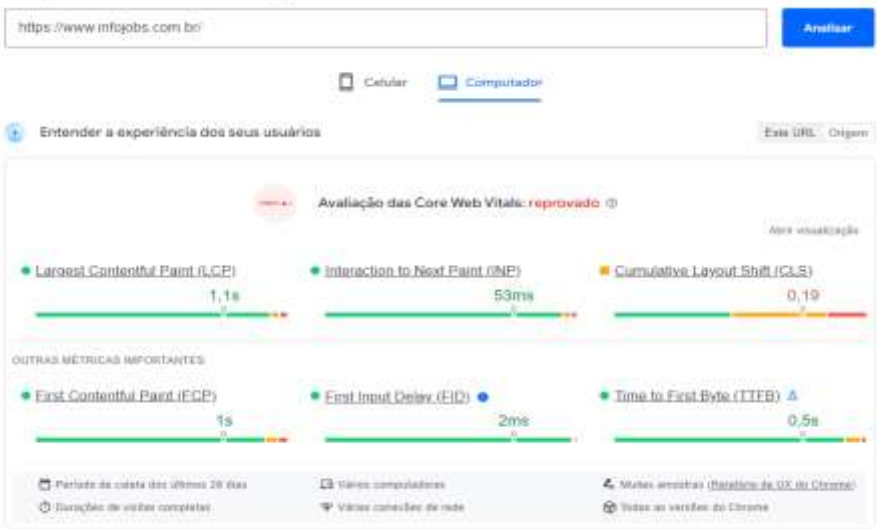 https://www.infojobs.com.br/
Analisar
Celular
Computador
Entender a experiência dos seus usuários
Este URL
Origem
Avaliação das Core Web Vitals: reprovado
Abrir visualização
Largest Contentful Paint (LCP)
1,1s
Interaction to Next Paint (INP)
53ms
Cumulative Layout Shift (CLS)
0,19
OUTRAS MÉTRICAS IMPORTANTES
First Contentful Paint (FCP)
1s
First Input Delay (FID)
2ms
Time to First Byte (TTFB)
0,5s
Período de coleta dos últimos 28 dias
Vários computadores
Muitas amostras (Relatório de UX do Chrome)
Durações de visitas completas
Várias conexões de rede
Todas as versões do Chrome